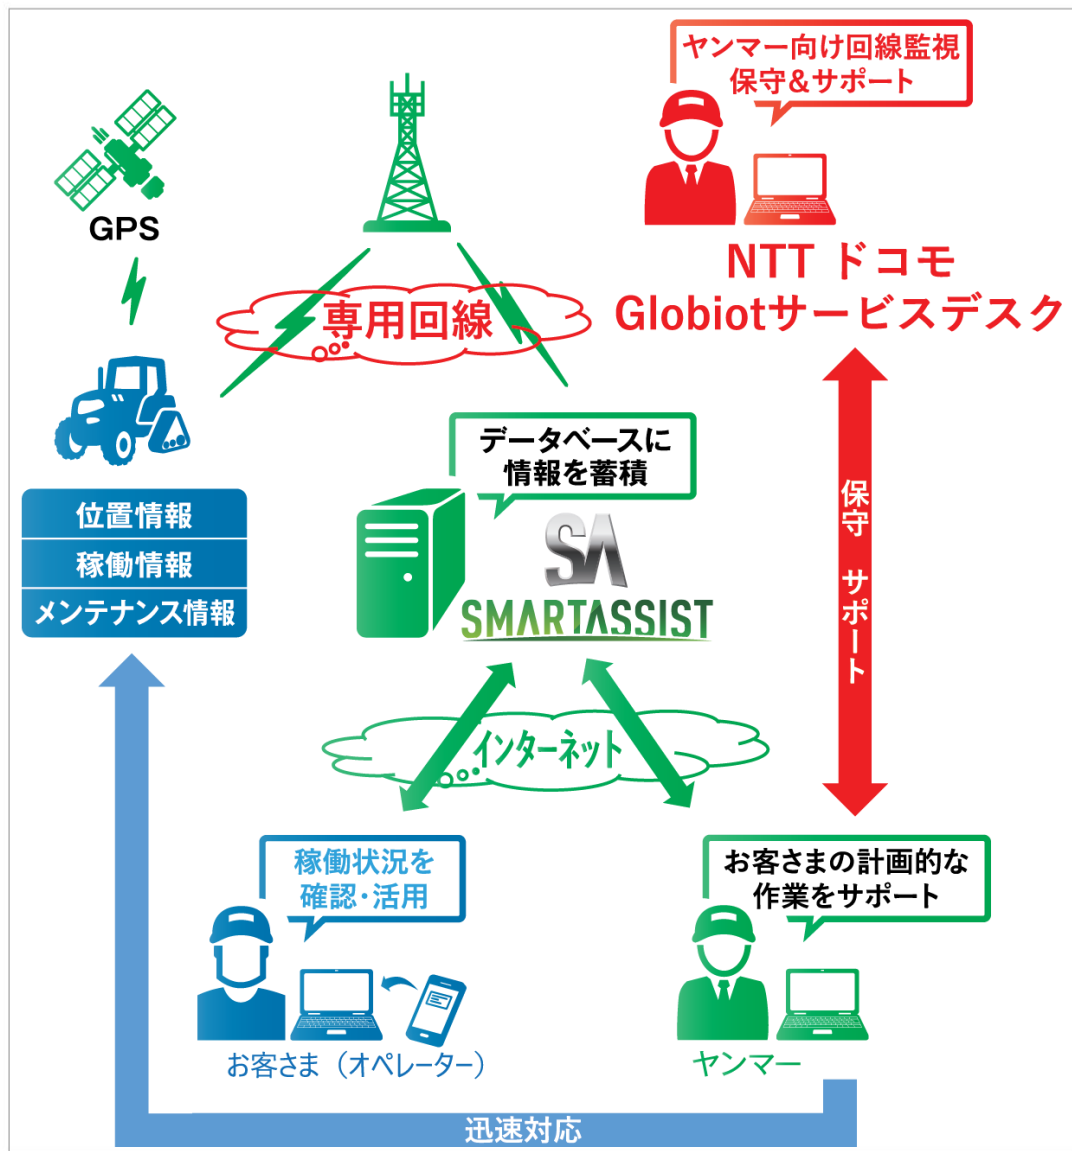 ヤンマー向け回線監視
保守&サポート
GPS
NTT ドコモ
Globiotサービスデスク
専用回線
データベースに
情報を蓄積
位置情報
稼働情報
メンテナンス情報
SA
SMARTASSIST
保守 サポート
インターネット
稼働状況を
確認・活用
お客さまの計画的な
作業をサポート
お客さま（オペレーター）
ヤンマー
迅速対応